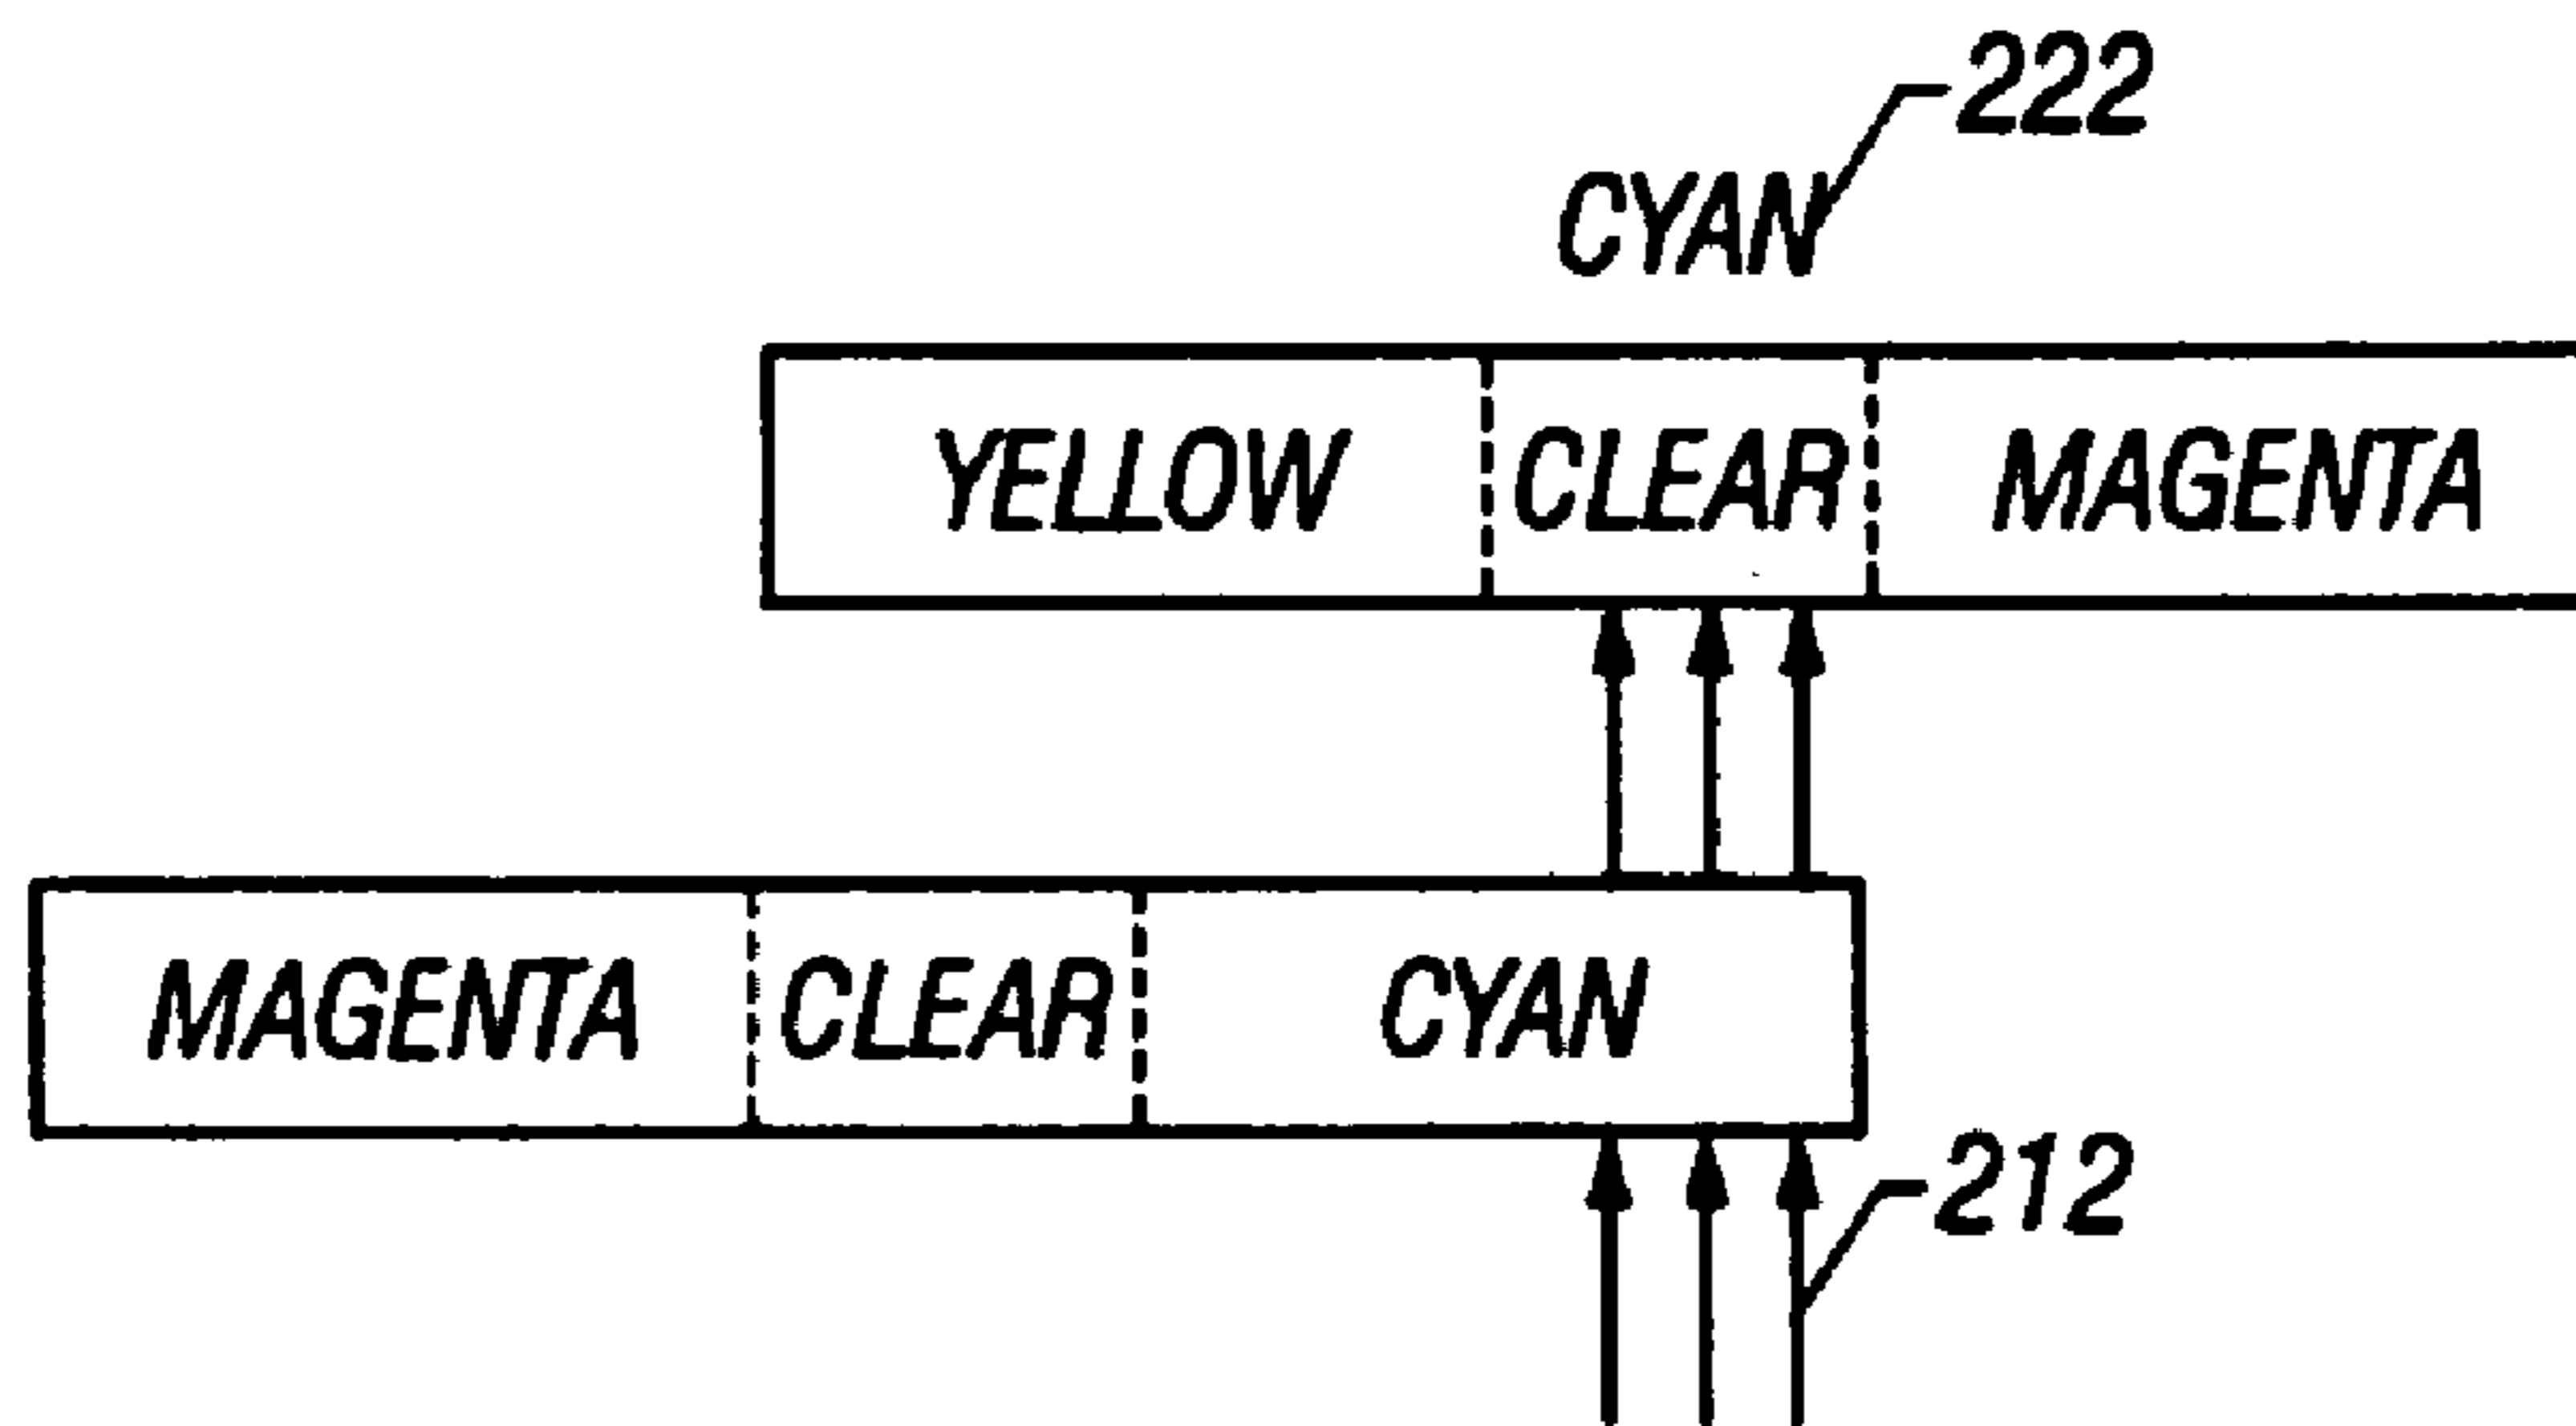 222
CYAN
YELLOW CLEAR MAGENTA
MAGENTA CLEAR CYAN
212